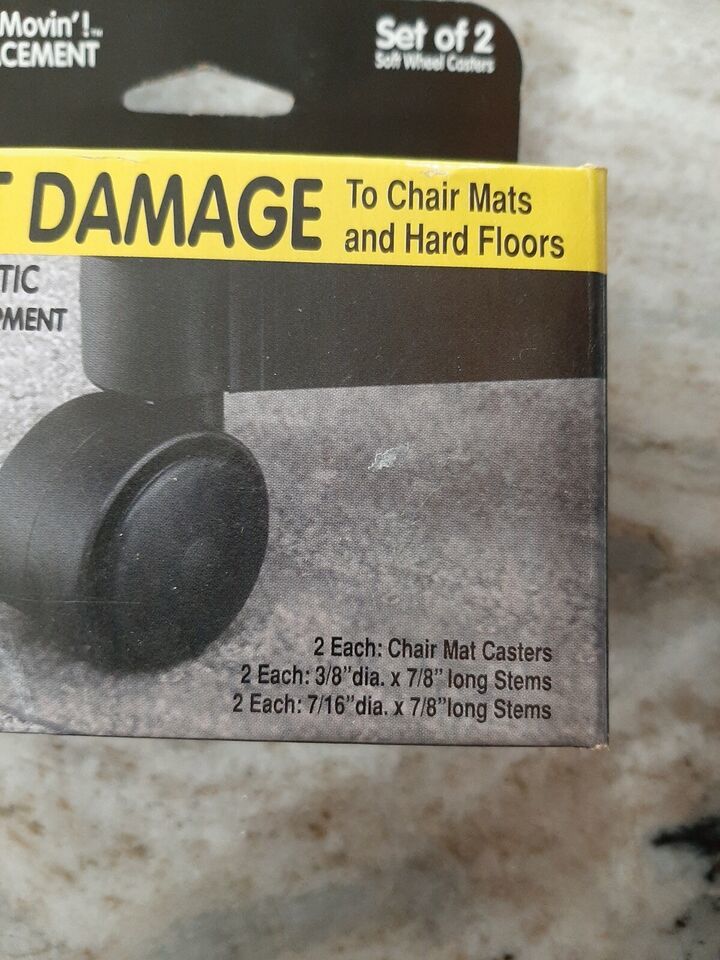 Movin'!™
CEMENT
Set of 2
Soft Wheel Casters
T DAMAGE
To Chair Mats
and Hard Floors
TIC
PMENT
2 Each: Chair Mat Casters
2 Each: 3/8"dia. x 7/8" long Stems
2 Each: 7/16"dia. x 7/8"long Stems